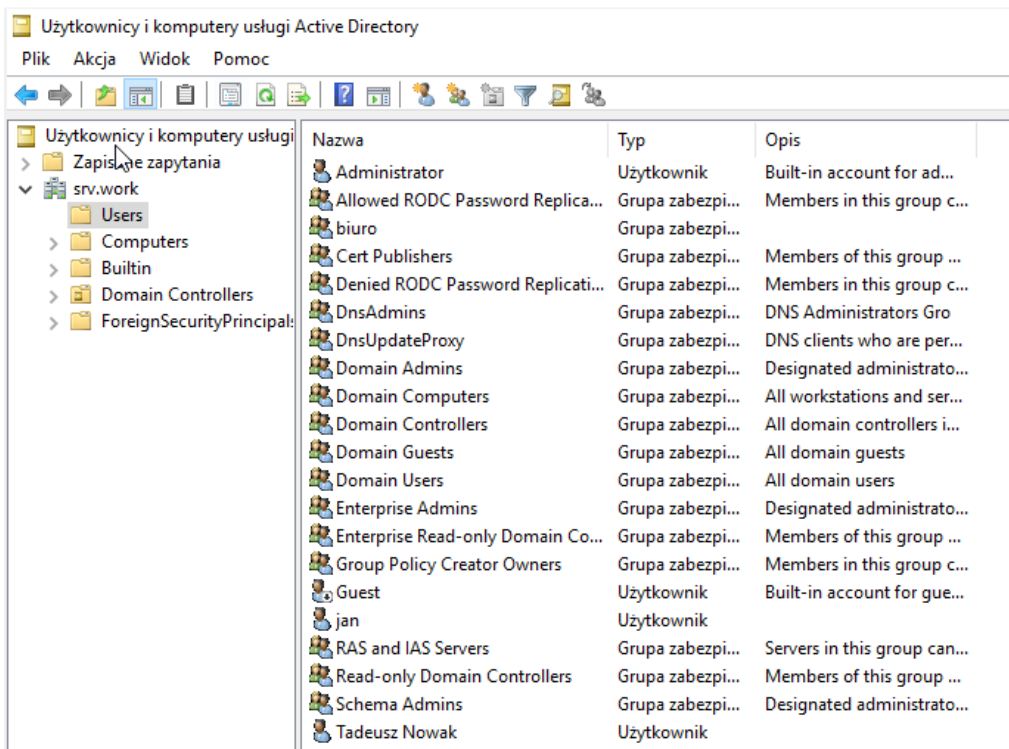 Użytkownicy i komputery usługi Active Directory
Plik Akcja Widok Pomoc
Użytkownicy i komputery usługi
Zapisane zapytania
srv.work
Users
Computers
Builtin
Domain Controllers
ForeignSecurityPrincipals
Nazwa Typ Opis
Administrator Użytkownik Built-in account for ad...
Allowed RODC Password Replica... Grupa zabezpi... Members in this group c...
biuro Grupa zabezpi...
Cert Publishers Grupa zabezpi... Members of this group ...
Denied RODC Password Replicati... Grupa zabezpi... Members in this group c...
DnsAdmins Grupa zabezpi... DNS Administrators Gro
DnsUpdateProxy Grupa zabezpi... DNS clients who are per...
Domain Admins Grupa zabezpi... Designated administrato...
Domain Computers Grupa zabezpi... All workstations and ser...
Domain Controllers Grupa zabezpi... All domain controllers i...
Domain Guests Grupa zabezpi... All domain guests
Domain Users Grupa zabezpi... All domain users
Enterprise Admins Grupa zabezpi... Designated administrato...
Enterprise Read-only Domain Co... Grupa zabezpi... Members of this group ...
Group Policy Creator Owners Grupa zabezpi... Members in this group c...
Guest Użytkownik Built-in account for gue...
jan Użytkownik
RAS and IAS Servers Grupa zabezpi... Servers in this group can...
Read-only Domain Controllers Grupa zabezpi... Members of this group ...
Schema Admins Grupa zabezpi... Designated administrato...
Tadeusz Nowak Użytkownik